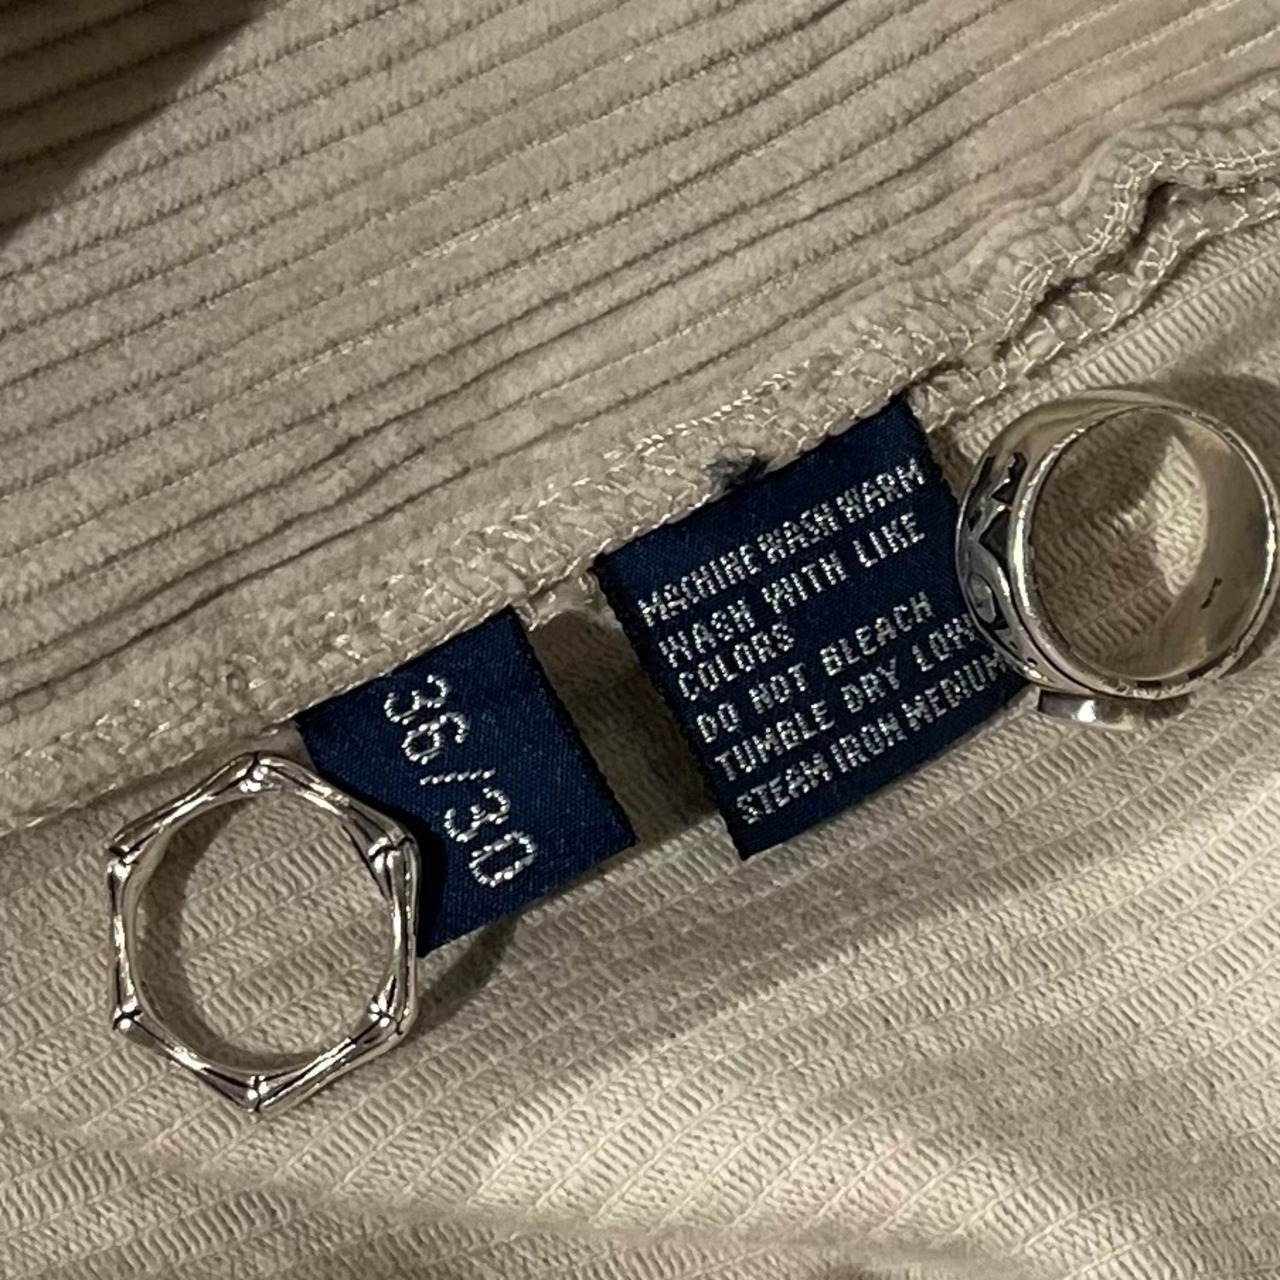 36/30
MACHINE WASH WARM
WASH WITH LIKE
COLORS
DO NOT BLEACH
TUMBLE DRY LOW
STEAM IRON MEDIUM